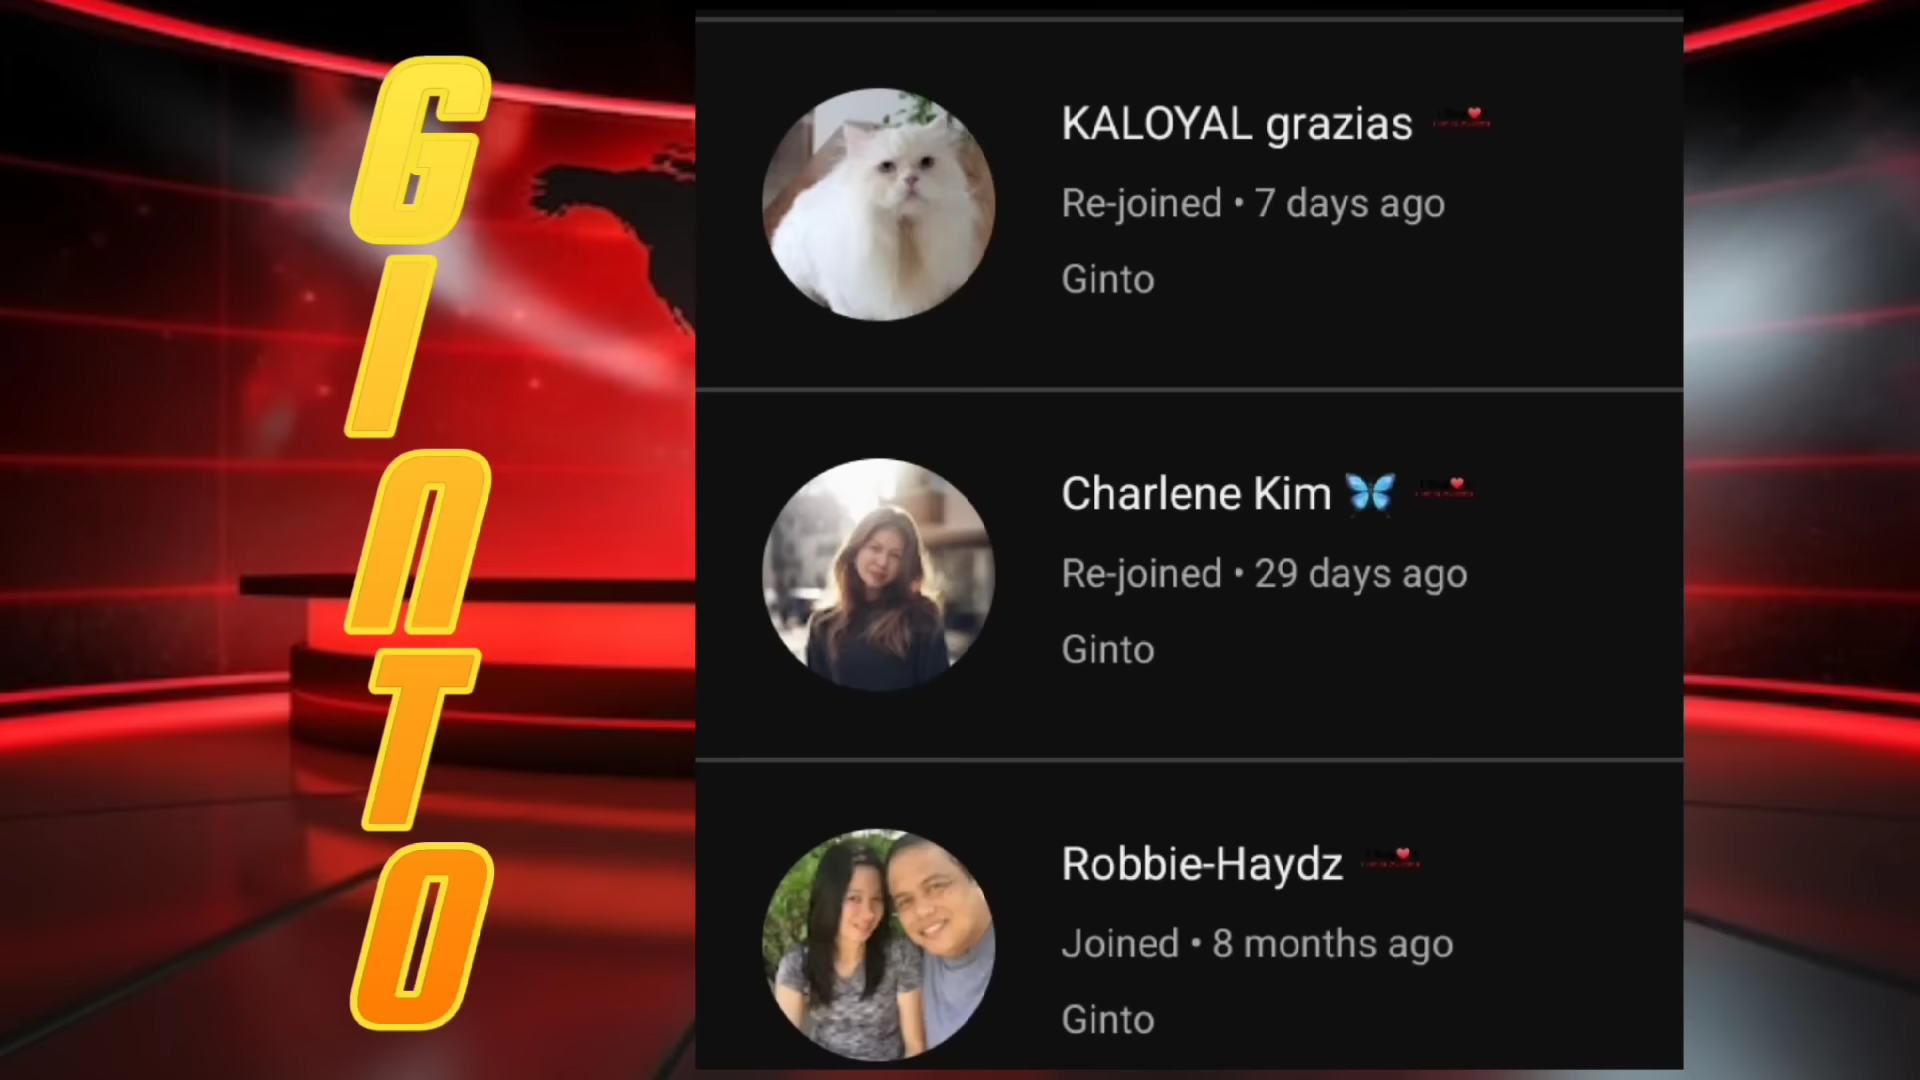 GINTO
KALOYAL grazias
Re-joined • 7 days ago
Ginto
Charlene Kim 🦋
Re-joined • 29 days ago
Ginto
Robbie-Haydz
Joined • 8 months ago
Ginto